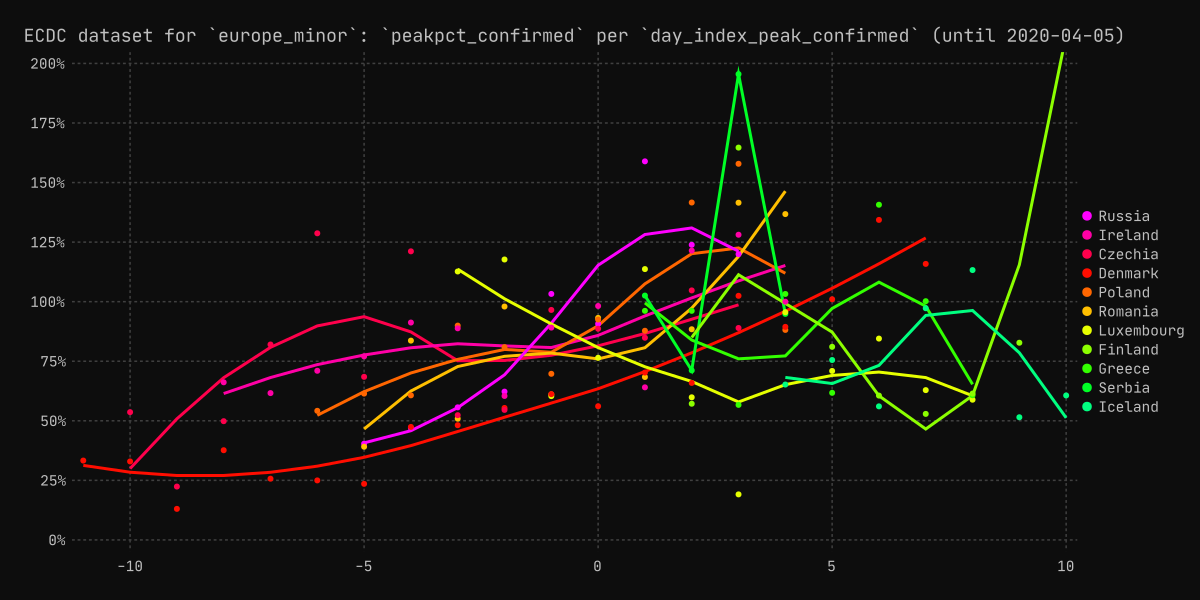 ECDC dataset for `europe_minor`: `peakpct_confirmed` per `day_index_peak_confirmed` (until 2020-04-05)
200%
175%
150%
125%
100%
75%
50%
25%
0%
-10
-5
0
5
10
Russia
Ireland
Czechia
Denmark
Poland
Romania
Luxembourg
Finland
Greece
Serbia
Iceland